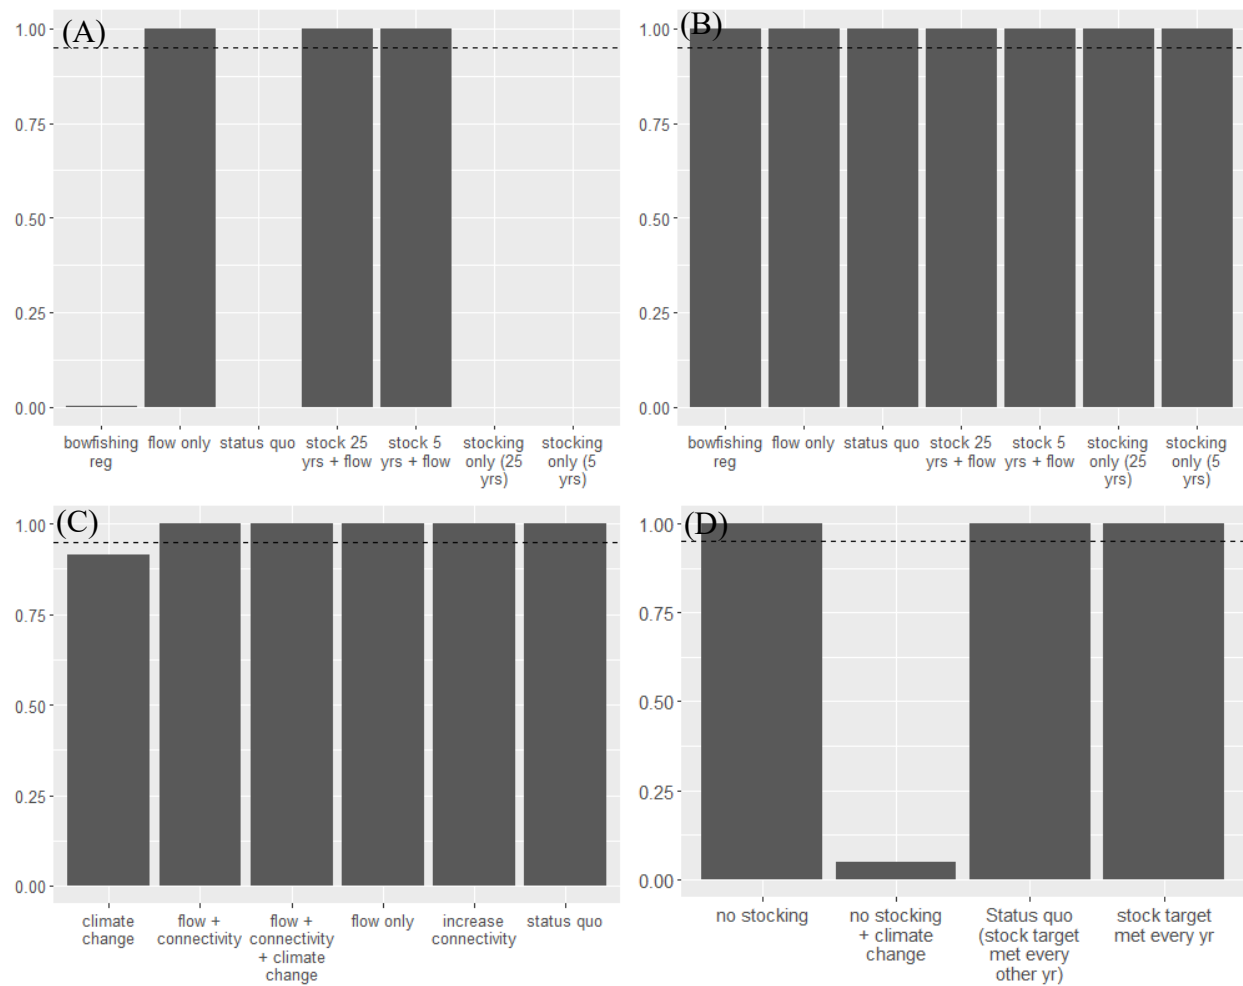 (A)
1.00
0.75
0.50
0.25
0.00
bowfishing
reg
flow only
status quo
stock 25
yrs + flow
stock 5
yrs + flow
stocking
only (25
yrs)
stocking
only (5
yrs)
(B)
1.00
0.75
0.50
0.25
0.00
bowfishing
reg
flow only
status quo
stock 25
yrs + flow
stock 5
yrs + flow
stocking
only (25
yrs)
stocking
only (5
yrs)
(C)
1.00
0.75
0.50
0.25
0.00
climate
change
flow +
connectivity
flow +
connectivity
+ climate
change
flow only
increase
connectivity
status quo
(D)
1.00
0.75
0.50
0.25
0.00
no stocking
no stocking
+ climate
change
Status quo
(stock target
met every
other yr)
stock target
met every yr